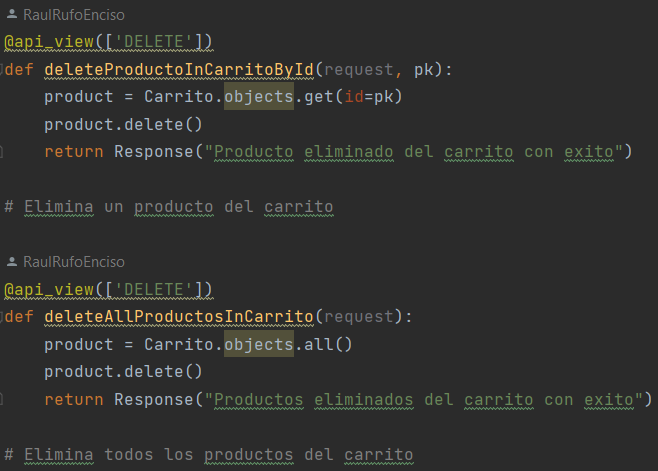 RaulRufoEnciso
@api_view(['DELETE'])
def deleteProductoInCarritoById(request, pk):
    product = Carrito.objects.get(id=pk)
    product.delete()
    return Response("Producto eliminado del carrito con exito")
# Elimina un producto del carrito
RaulRufoEnciso
@api_view(['DELETE'])
def deleteAllProductosInCarrito(request):
    product = Carrito.objects.all()
    product.delete()
    return Response("Productos eliminados del carrito con exito")
# Elimina todos los productos del carrito